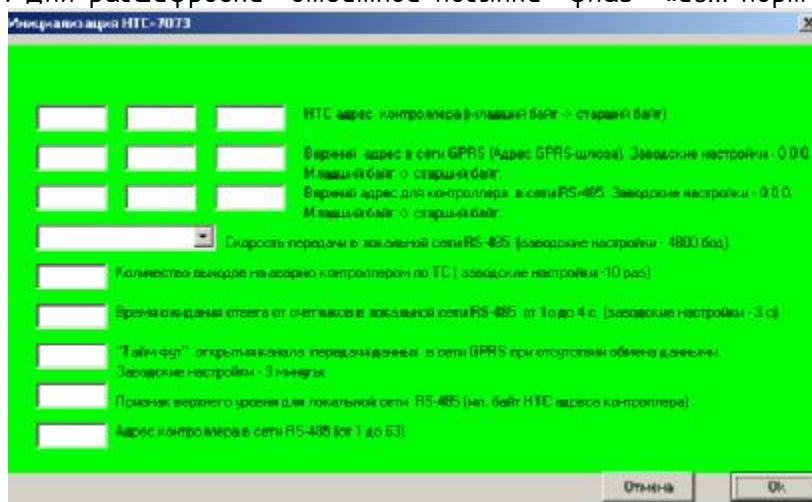 Инициализация НТС-7073
НТС адрес контроллера (младший байт -> старший байт)
Верхний адрес в сети GPRS (Адрес GPRS-шлюза). Заводские настройки - 0.0.0.
Младший байт -> старший байт.
Верхний адрес для контроллера в сети RS-485. Заводские настройки - 0.0.0.
Младший байт -> старший байт.
Скорость передачи в локальной сети RS-485 (заводские настройки - 4800 бод)
Количество выходов на аварию контроллером по ТС ( заводские настройки -10 раз)
Время ожидания ответа от счетчиков в локальной сети RS-485 от 1 до 4 с. (заводские настройки - 3 с)
"Тайм-аут" открытия канала передачи данных в сети GPRS при отсутствии обмена данными.
Заводские настройки - 3 минуты.
Признак верхнего уровня для локальной сети RS-485 (мл. байт НТС адреса контроллера)
Адрес контроллера в сети RS-485 (от 1 до 63)
Отмена
Ok